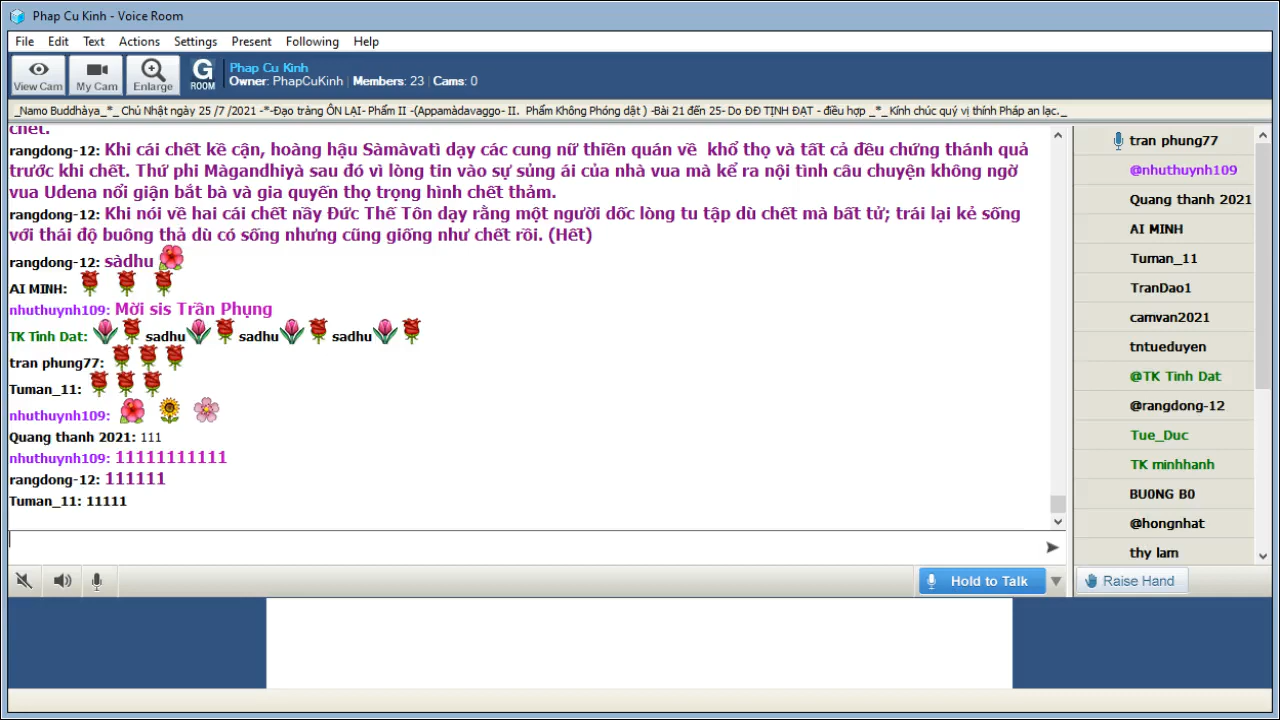 Phap Cu Kinh - Voice Room
File Edit Text Actions Settings Present Following Help
View Cam My Cam Enlarge G ROOM
Phap Cu Kinh
Owner: PhapCuKinh | Members: 23 | Cams: 0
_Namo Buddhàya_*_ Chủ Nhật ngày 25 /7 /2021 -*-Đạo tràng ÔN LẠI- Phẩm II -(Appamàdavaggo- II. Phẩm Không Phóng dật ) -Bài 21 đến 25- Do ĐĐ TỊNH ĐẠT - điều hợp _*_ Kính chúc quý vị thính Pháp an lạc._
chết.
rangdong-12: Khi cái chết kề cận, hoàng hậu Sàmàvatì dạy các cung nữ thiền quán về khổ thọ và tất cả đều chứng thánh quả
trước khi chết. Thứ phi Màgandhiyà sau đó vì lòng tin vào sự sủng ái của nhà vua mà kể ra nội tình câu chuyện không ngờ
vua Udena nổi giận bắt bà và gia quyến thọ trọng hình chết thảm.
rangdong-12: Khi nói về hai cái chết nầy Đức Thế Tôn dạy rằng một người dốc lòng tu tập dù chết mà bất tử; trái lại kẻ sống
với thái độ buông thả dù có sống nhưng cũng giống như chết rồi. (Hết)
rangdong-12: sàdhu
AI MINH:
nhuthuynh109: Mời sis Trần Phụng
TK Tinh Dat: sadhu sadhu sadhu
tran phung77:
Tuman_11:
nhuthuynh109:
Quang thanh 2021: 111
nhuthuynh109: 11111111111
rangdong-12: 111111
Tuman_11: 11111
tran phung77
@nhuthuynh109
Quang thanh 2021
AI MINH
Tuman_11
TranDao1
camvan2021
tntueduyen
@TK Tinh Dat
@rangdong-12
Tue_Duc
TK minhhanh
BU0NG B0
@hongnhat
thy lam
Hold to Talk
Raise Hand